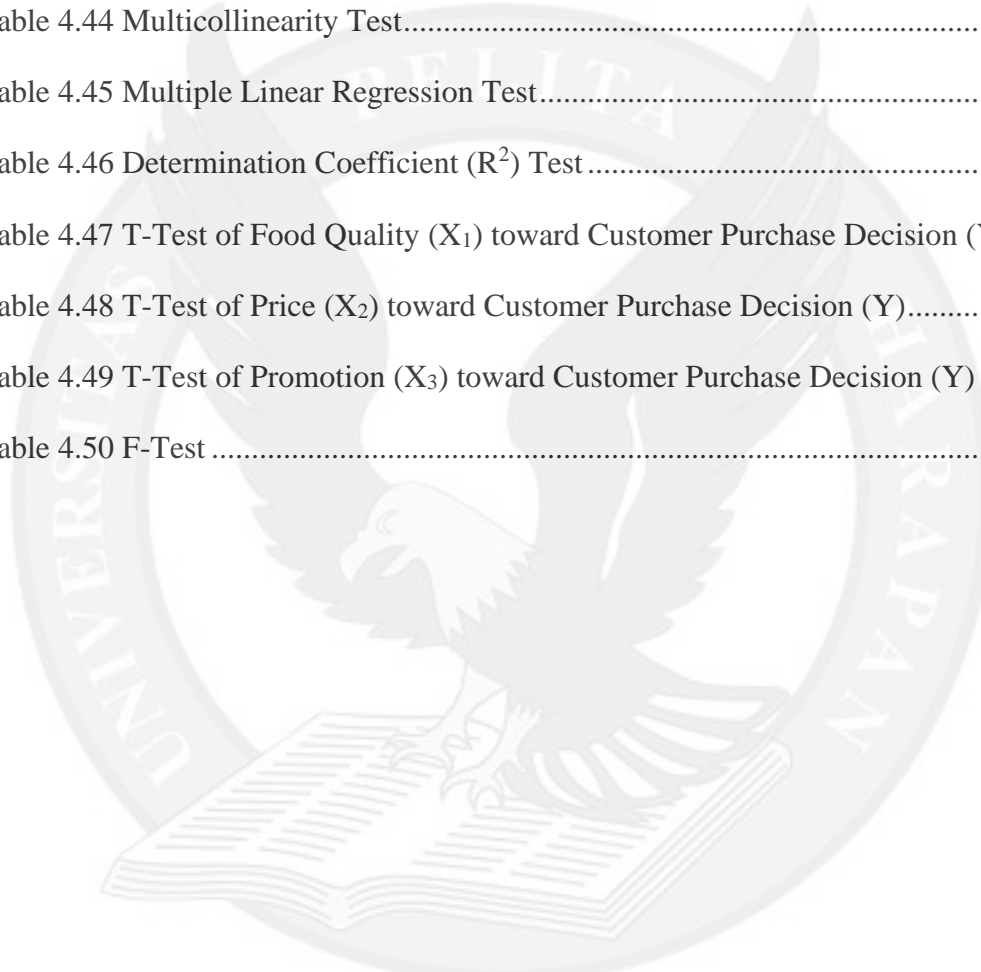 able 4.44 Multicollinearity Test..........................................................................................
able 4.45 Multiple Linear Regression Test................................................................
able 4.46 Determination Coefficient (R²) Test.........................................................
able 4.47 T-Test of Food Quality (X₁) toward Customer Purchase Decision (Y
able 4.48 T-Test of Price (X₂) toward Customer Purchase Decision (Y).........
able 4.49 T-Test of Promotion (X₃) toward Customer Purchase Decision (Y)
able 4.50 F-Test ..........................................................................................................
UNIVERSITAS PELITA HARAPAN